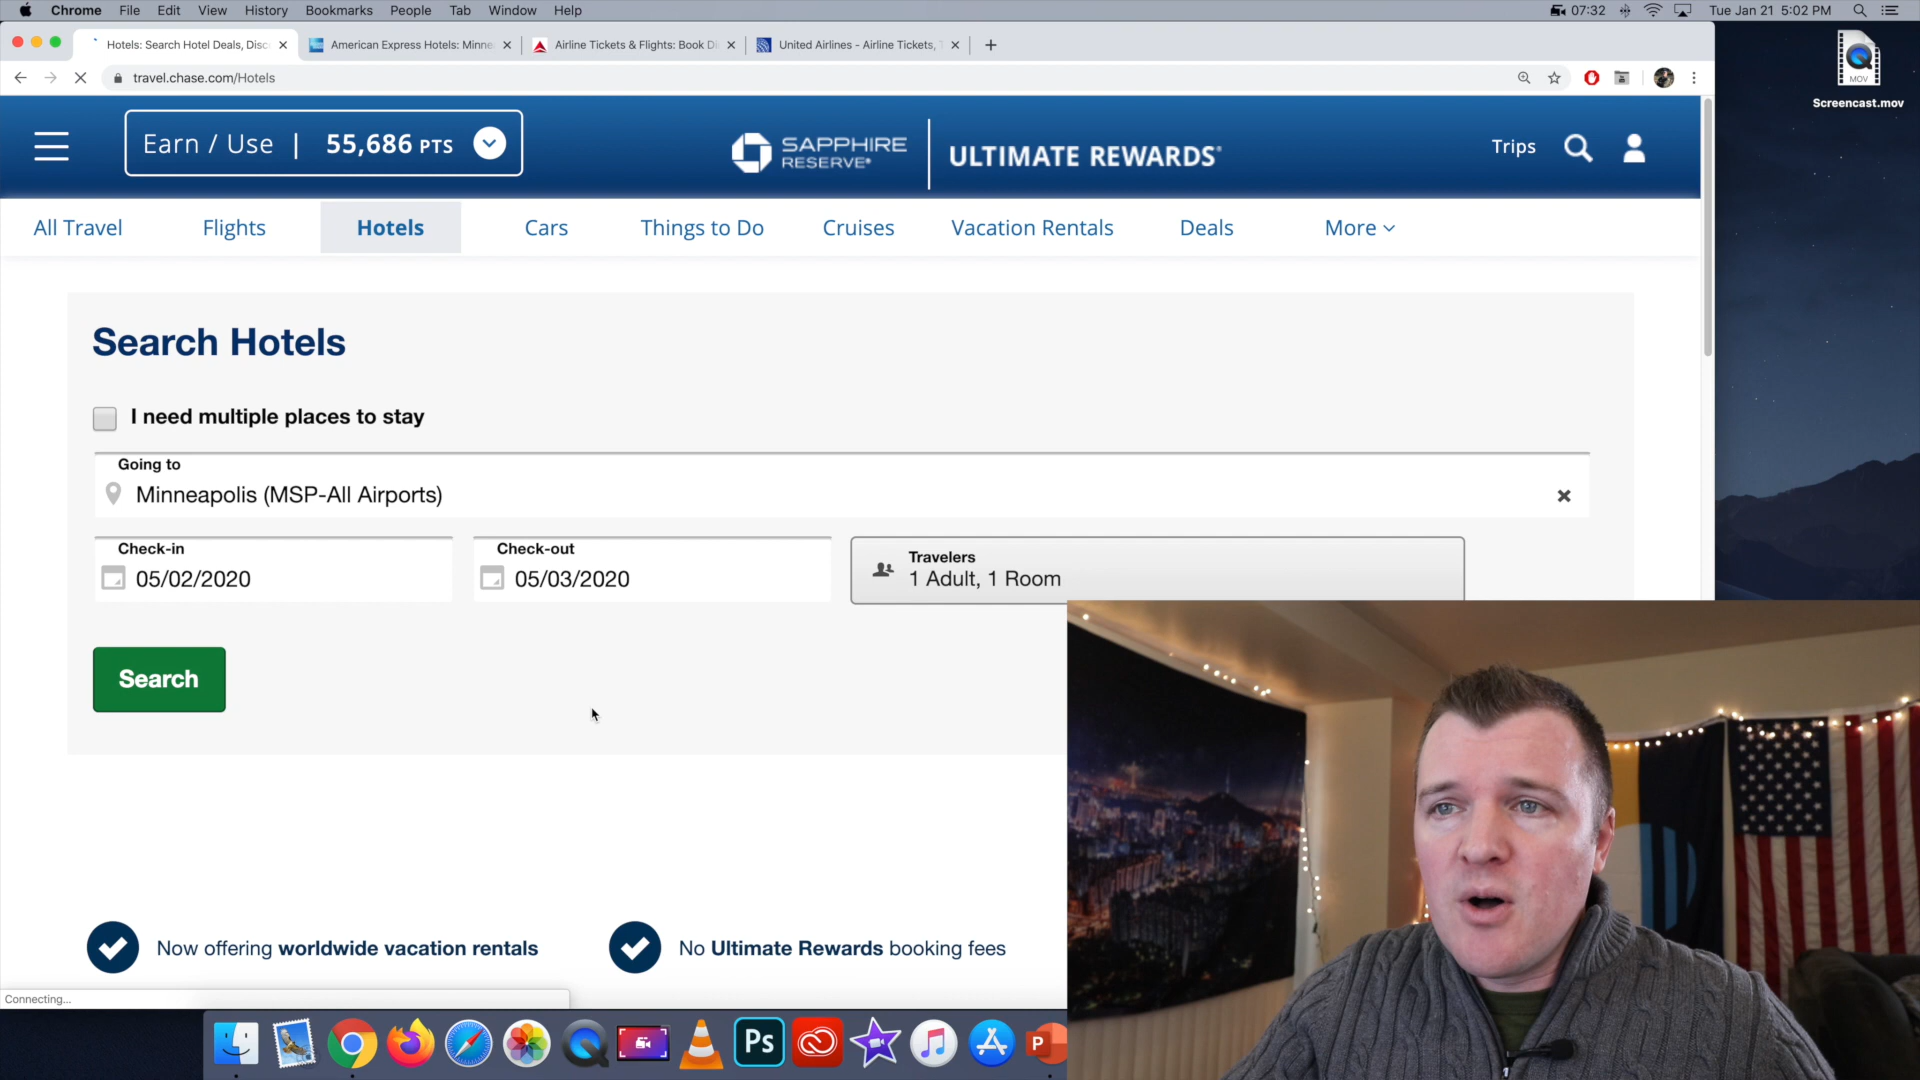 Chrome File Edit View History Bookmarks People Tab Window Help 07:32 Tue Jan 21 5:02 PM
Hotels: Search Hotel Deals, Disc American Express Hotels: Minne Airline Tickets & Flights: Book Di United Airlines - Airline Tickets, T
travel.chase.com/Hotels
MOV
Screencast.mov
Earn / Use | 55,686 PTS
SAPPHIRE
RESERVE®
ULTIMATE REWARDS®
Trips
All Travel Flights Hotels Cars Things to Do Cruises Vacation Rentals Deals More
Search Hotels
I need multiple places to stay
Going to
Minneapolis (MSP-All Airports)
Check-in
05/02/2020
Check-out
05/03/2020
Travelers
1 Adult, 1 Room
Search
Now offering worldwide vacation rentals
No Ultimate Rewards booking fees
Connecting...
Ps
P